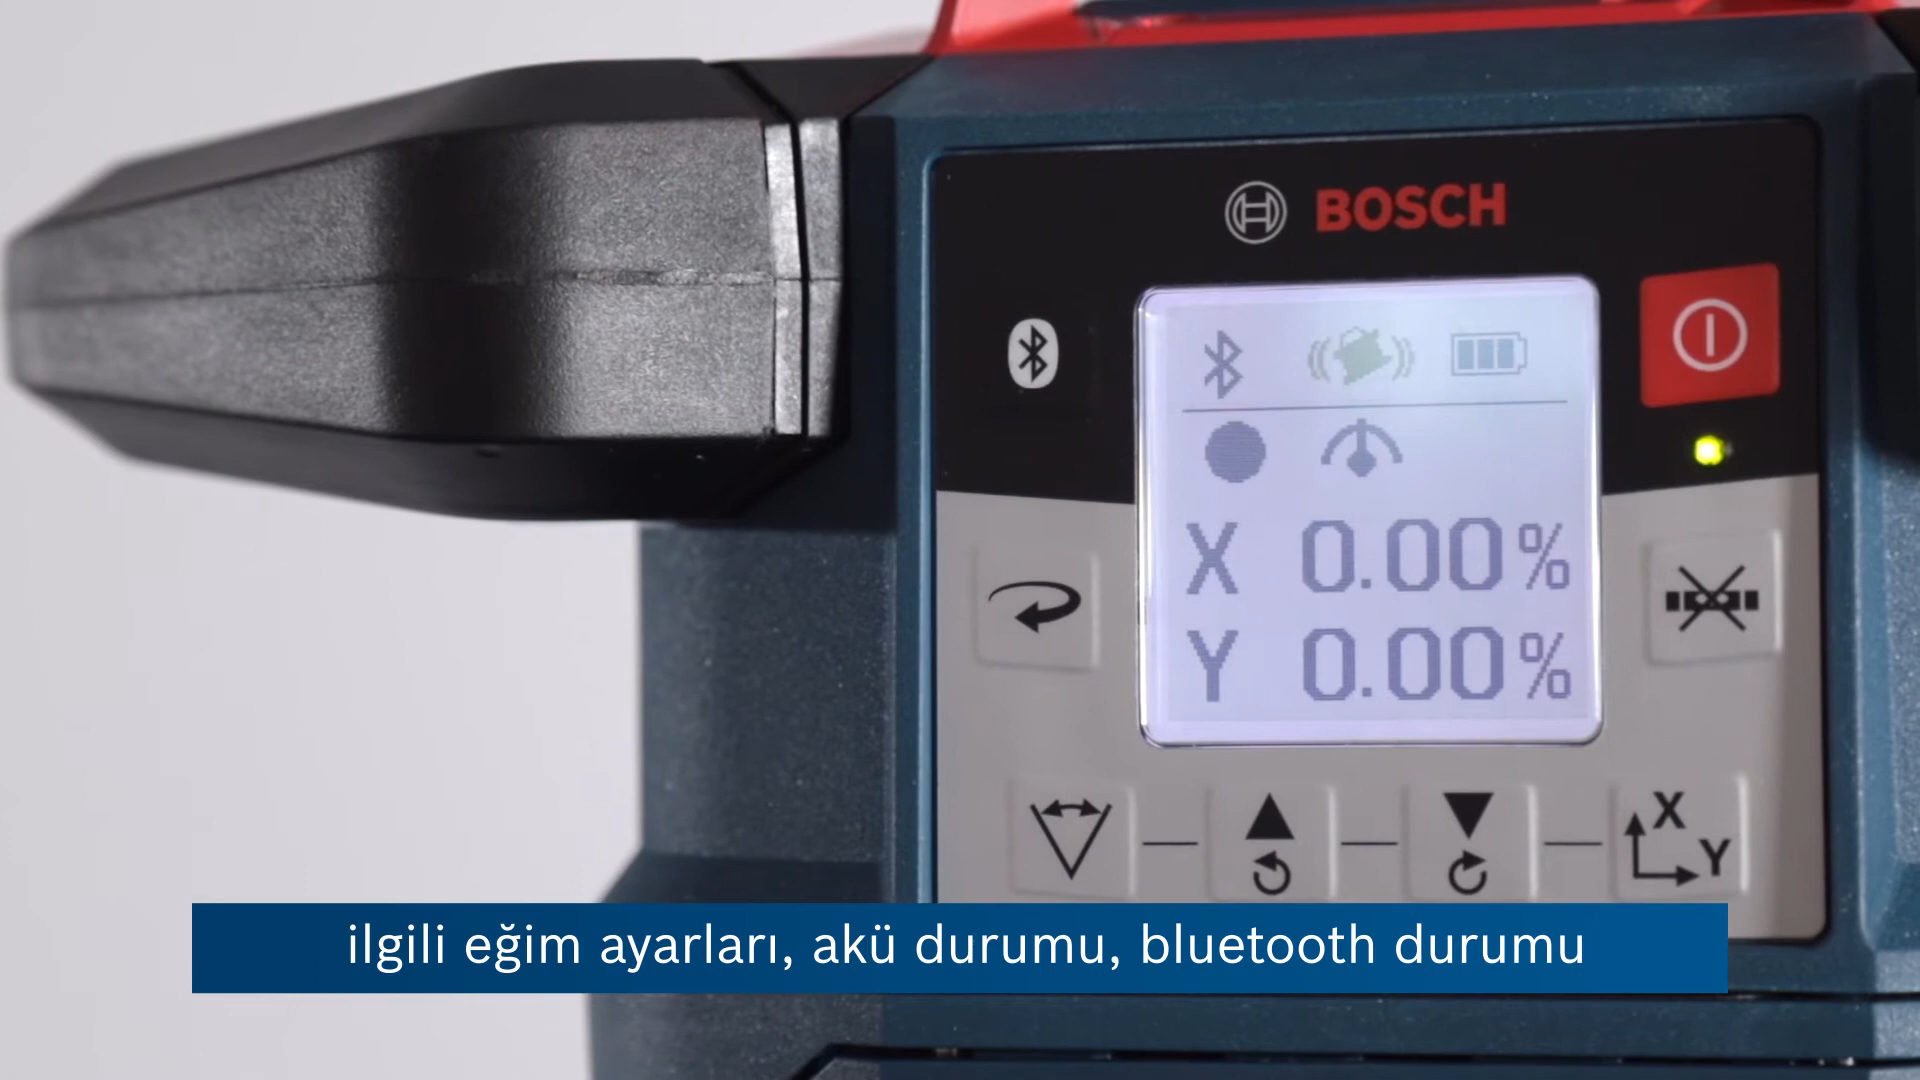 BOSCH
X 0.00%
Y 0.00%
X
Y
ilgili eğim ayarları, akü durumu, bluetooth durumu